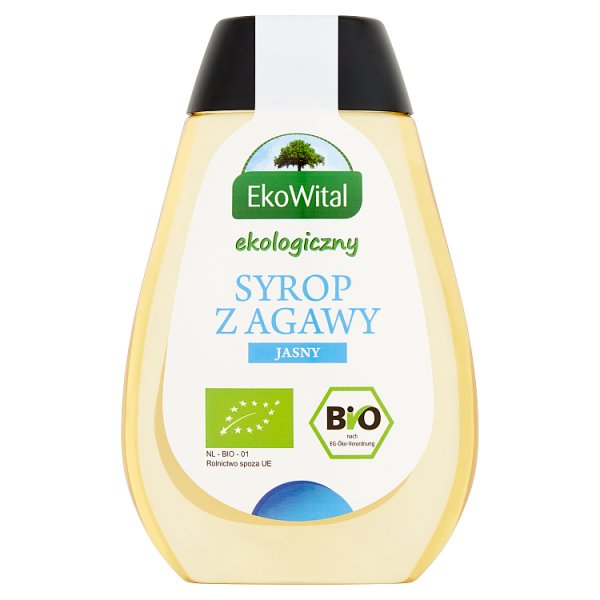 EkoWital
ekologiczny
SYROP
Z AGAWY
JASNY
BiO
nach
EG-Öko-Verordnung
NL - BIO - 01
Rolnictwo spoza UE